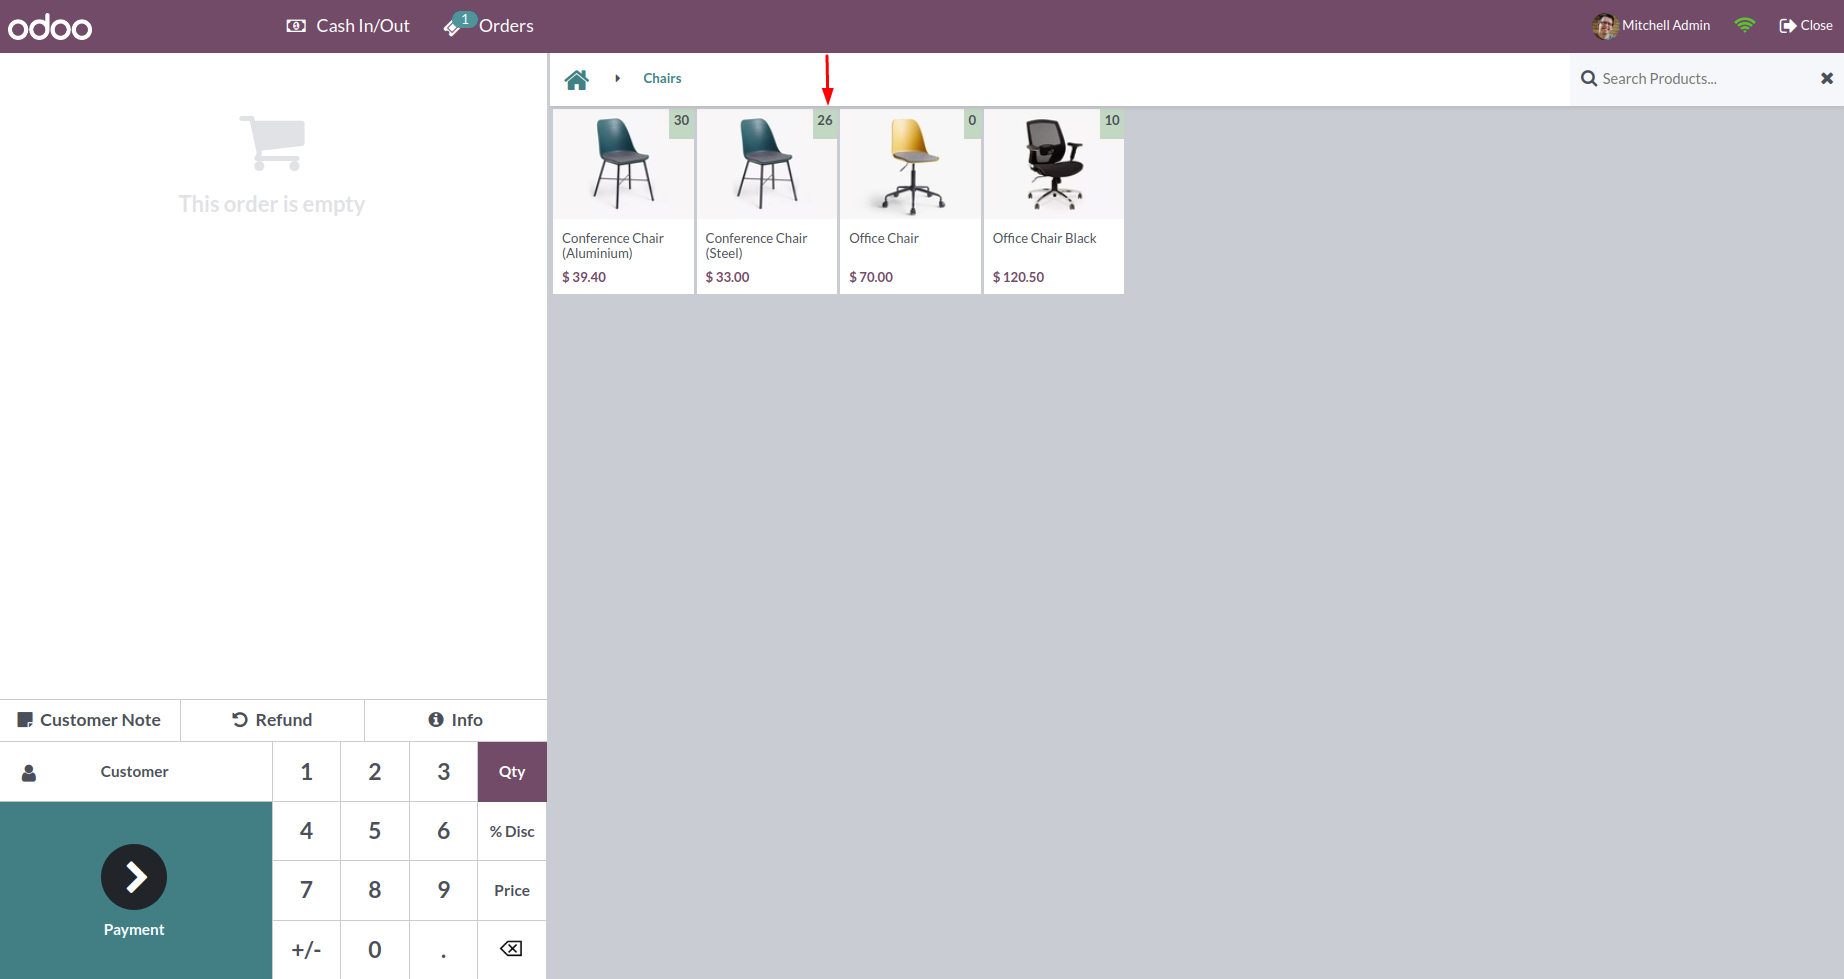 odoo
Cash In/Out
1
Orders
Mitchell Admin
Close
Chairs
Search Products...
30
26
0
10
This order is empty
Conference Chair
(Aluminium)
$ 39.40
Conference Chair
(Steel)
$ 33.00
Office Chair
$ 70.00
Office Chair Black
$ 120.50
Customer Note
Refund
Info
Customer
1
2
3
Qty
4
5
6
% Disc
7
8
9
Price
+/-
0
.
Payment